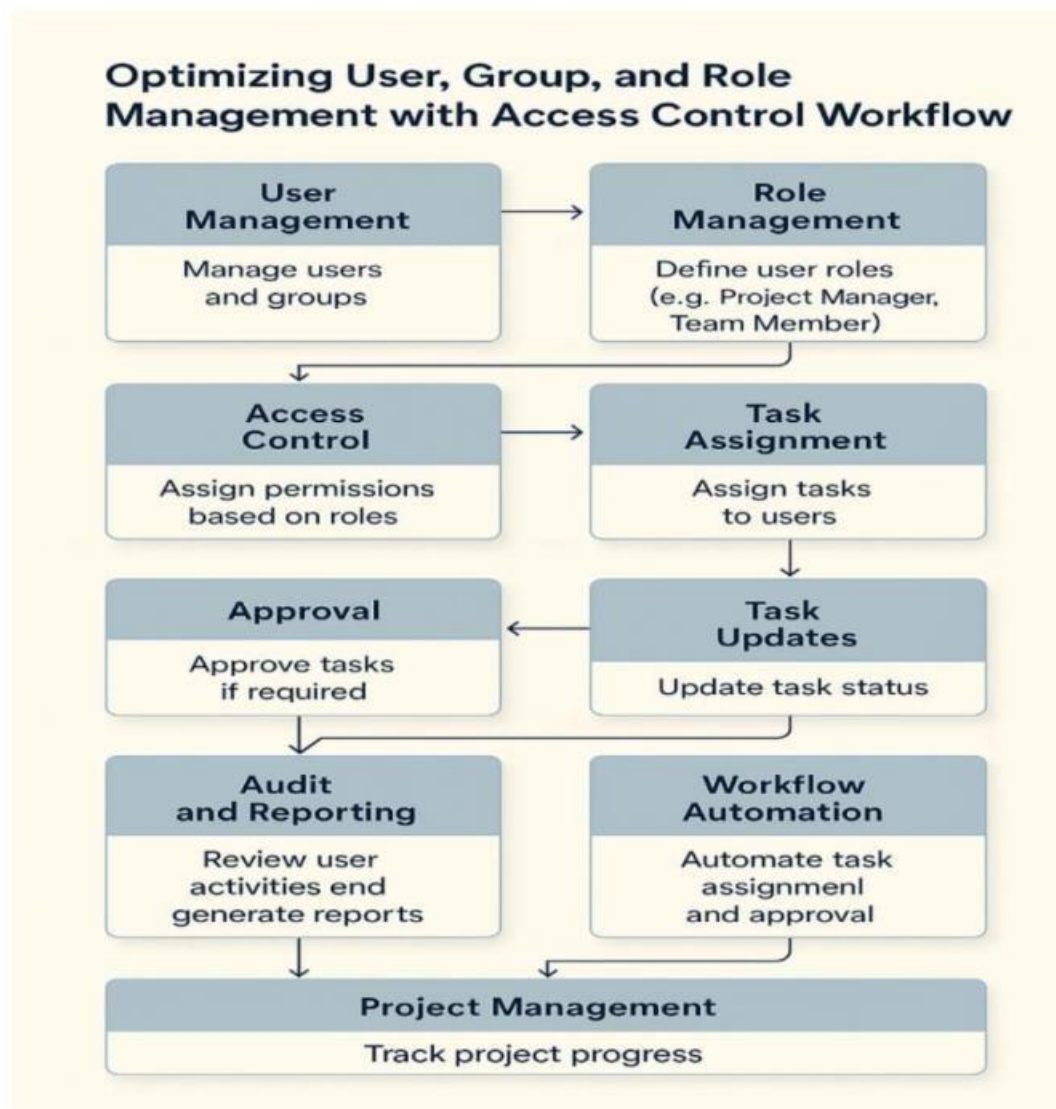 Optimizing User, Group, and Role
Management with Access Control Workflow
User
Management
Manage users
and groups
Role
Management
Define user roles
(e.g. Project Manager,
Team Member)
Access
Control
Assign permissions
based on roles
Task
Assignment
Assign tasks
to users
Approval
Approve tasks
if required
Task
Updates
Update task status
Audit
and Reporting
Review user
activities end
generate reports
Workflow
Automation
Automate task
assignmenl
and approval
Project Management
Track project progress